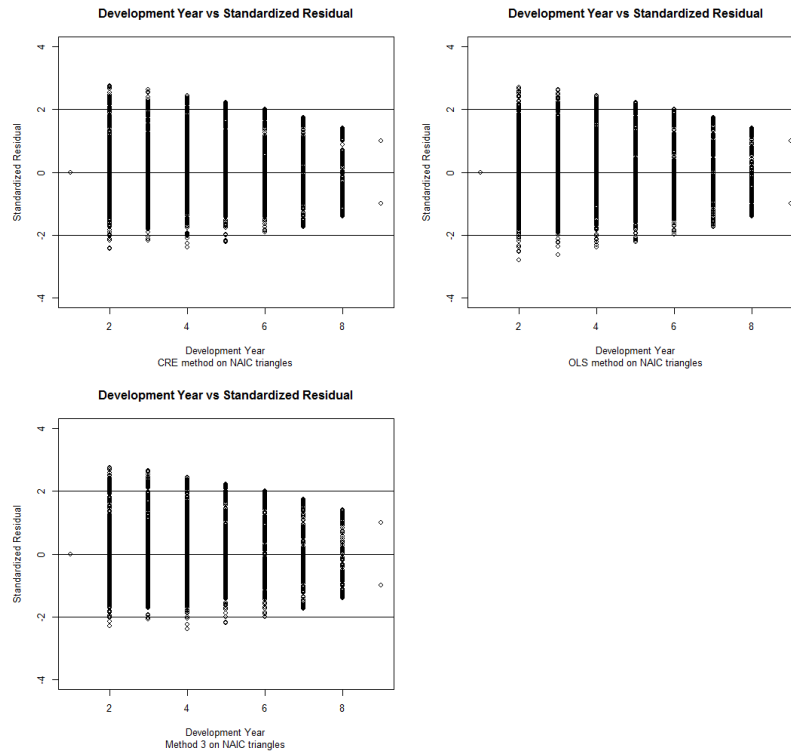 Development Year vs Standardized Residual
4
2
0
-2
-4
Standardized Residual
2 4 6 8
Development Year
CRE method on NAIC triangles
Development Year vs Standardized Residual
4
2
0
-2
-4
Standardized Residual
2 4 6 8
Development Year
OLS method on NAIC triangles
Development Year vs Standardized Residual
4
2
0
-2
-4
Standardized Residual
2 4 6 8
Development Year
Method 3 on NAIC triangles